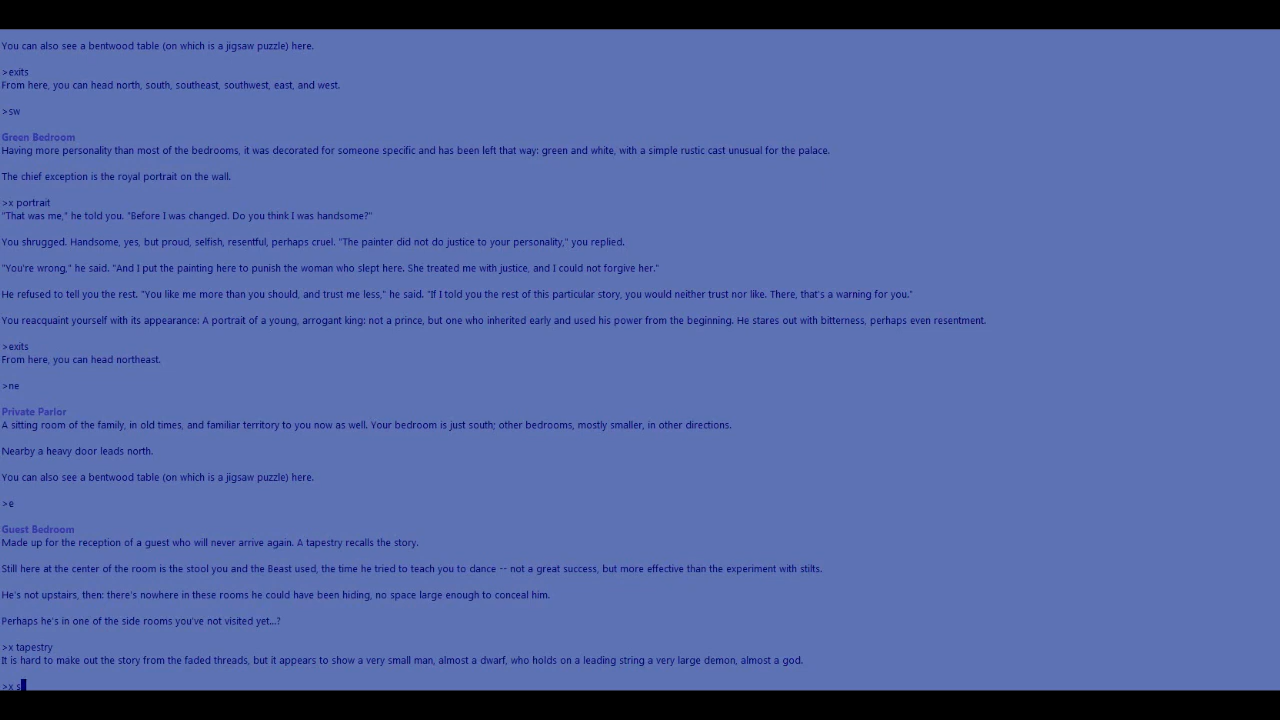 You can also see a bentwood table (on which is a jigsaw puzzle) here.
>exits
From here, you can head north, south, southeast, southwest, east, and west.
>sw
Green Bedroom
Having more personality than most of the bedrooms, it was decorated for someone specific and has been left that way: green and white, with a simple rustic cast unusual for the palace.
The chief exception is the royal portrait on the wall.
>x portrait
"That was me," he told you. "Before I was changed. Do you think I was handsome?"
You shrugged. Handsome, yes, but proud, selfish, resentful, perhaps cruel. "The painter did not do justice to your personality," you replied.
"You're wrong," he said. "And I put the painting here to punish the woman who slept here. She treated me with justice, and I could not forgive her."
He refused to tell you the rest. "You like me more than you should, and trust me less," he said. "If I told you the rest of this particular story, you would neither trust nor like. There, that's a warning for you."
You reacquaint yourself with its appearance: A portrait of a young, arrogant king: not a prince, but one who inherited early and used his power from the beginning. He stares out with bitterness, perhaps even resentment.
>exits
From here, you can head northeast.
>ne
Private Parlor
A sitting room of the family, in old times, and familiar territory to you now as well. Your bedroom is just south; other bedrooms, mostly smaller, in other directions.
Nearby a heavy door leads north.
You can also see a bentwood table (on which is a jigsaw puzzle) here.
>e
Guest Bedroom
Made up for the reception of a guest who will never arrive again. A tapestry recalls the story.
Still here at the center of the room is the stool you and the Beast used, the time he tried to teach you to dance -- not a great success, but more effective than the experiment with stilts.
He's not upstairs, then: there's nowhere in these rooms he could have been hiding, no space large enough to conceal him.
Perhaps he's in one of the side rooms you've not visited yet...?
>x tapestry
It is hard to make out the story from the faded threads, but it appears to show a very small man, almost a dwarf, who holds on a leading string a very large demon, almost a god.
>x s